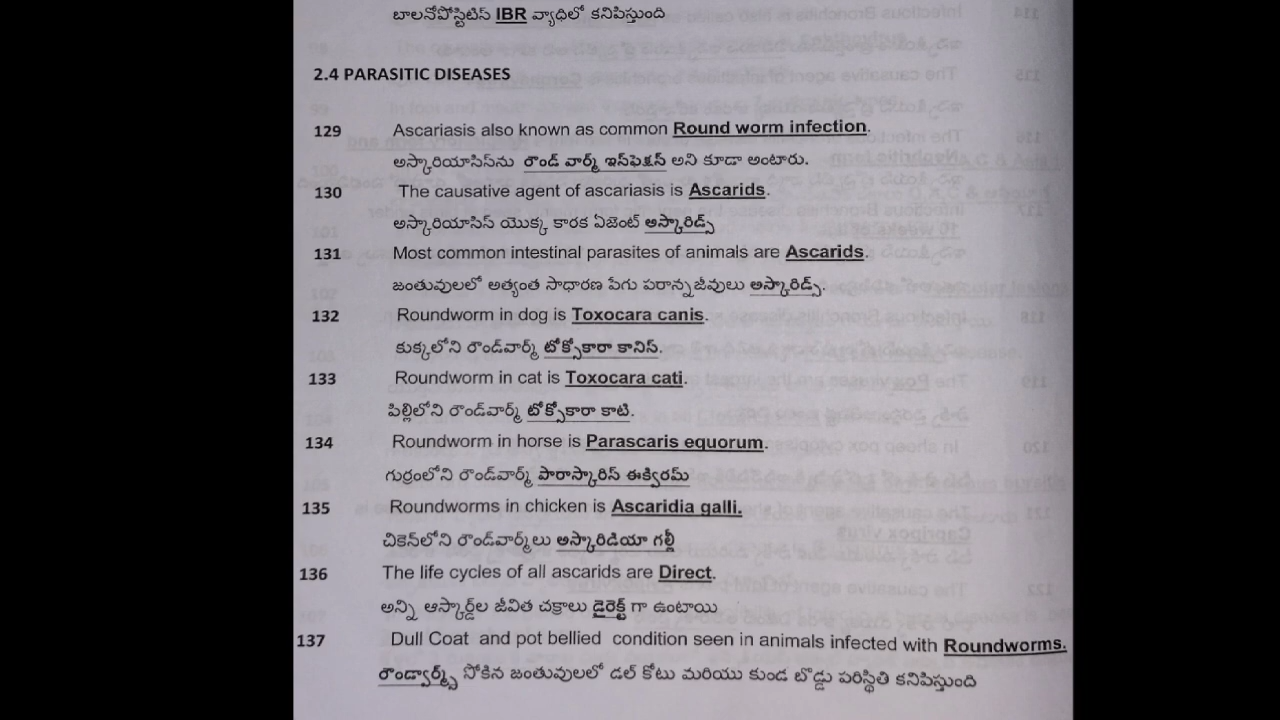 బాలనోపోస్టిటిస్ IBR వ్యాధిలో కనిపిస్తుంది
2.4 PARASITIC DISEASES
129 Ascariasis also known as common Round worm infection.
అస్కారియాసిస్‌ను రౌండ్ వార్మ్ ఇన్ఫెక్షన్ అని కూడా అంటారు.
130 The causative agent of ascariasis is Ascarids.
అస్కారియాసిస్ యొక్క కారక ఏజెంట్ అస్కారిడ్స్
131 Most common intestinal parasites of animals are Ascarids.
జంతువులలో అత్యంత సాధారణ పేగు పరాన్నజీవులు అస్కారిడ్స్.
132 Roundworm in dog is Toxocara canis.
కుక్కలోని రౌండ్‌వార్మ్ టోక్సోకారా కానిస్.
133 Roundworm in cat is Toxocara cati.
పిల్లిలోని రౌండ్‌వార్మ్ టోక్సోకారా కాటి.
134 Roundworm in horse is Parascaris equorum.
గుర్రంలోని రౌండ్‌వార్మ్ పారాస్కారిస్ ఈక్విరమ్
135 Roundworms in chicken is Ascaridia galli.
చికెన్‌లోని రౌండ్‌వార్మ్‌లు అస్కారిడియా గల్లీ
136 The life cycles of all ascarids are Direct.
అన్ని ఆస్కార్డ్‌ల జీవిత చక్రాలు డైరెక్ట్ గా ఉంటాయి
137 Dull Coat and pot bellied condition seen in animals infected with Roundworms.
రౌండ్వార్మ్స్ సోకిన జంతువులలో డల్ కోటు మరియు కుండ బొడ్డు పరిస్థితి కనిపిస్తుంది